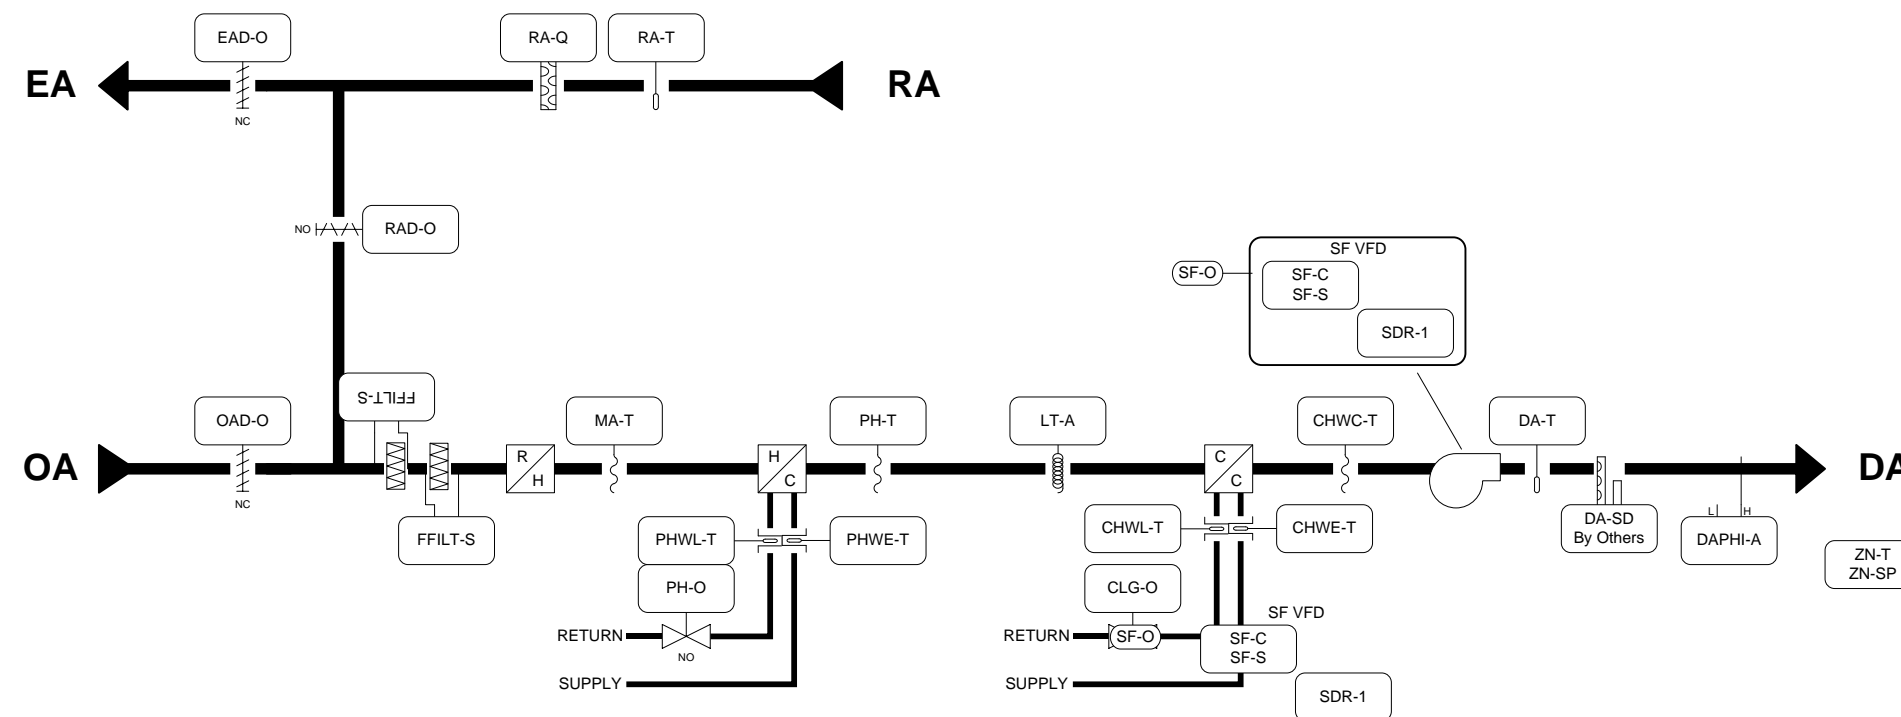 EAD-O
RA-Q
RA-T
EA
RA
NC
NO
RAD-O
SF VFD
SF-O
SF-C
SF-S
SDR-1
FFILT-S
OAD-O
MA-T
PH-T
LT-A
CHWC-T
DA-T
OA
R
H
H
C
C
C
DA
NC
FFILT-S
PHWL-T
PHWE-T
CHWL-T
CHWE-T
DA-SD
By Others
L
H
DAPHI-A
ZN-T
ZN-SP
PH-O
CLG-O
SF VFD
RETURN
NO
RETURN
SF-O
SF-C
SF-S
SUPPLY
SUPPLY
SDR-1